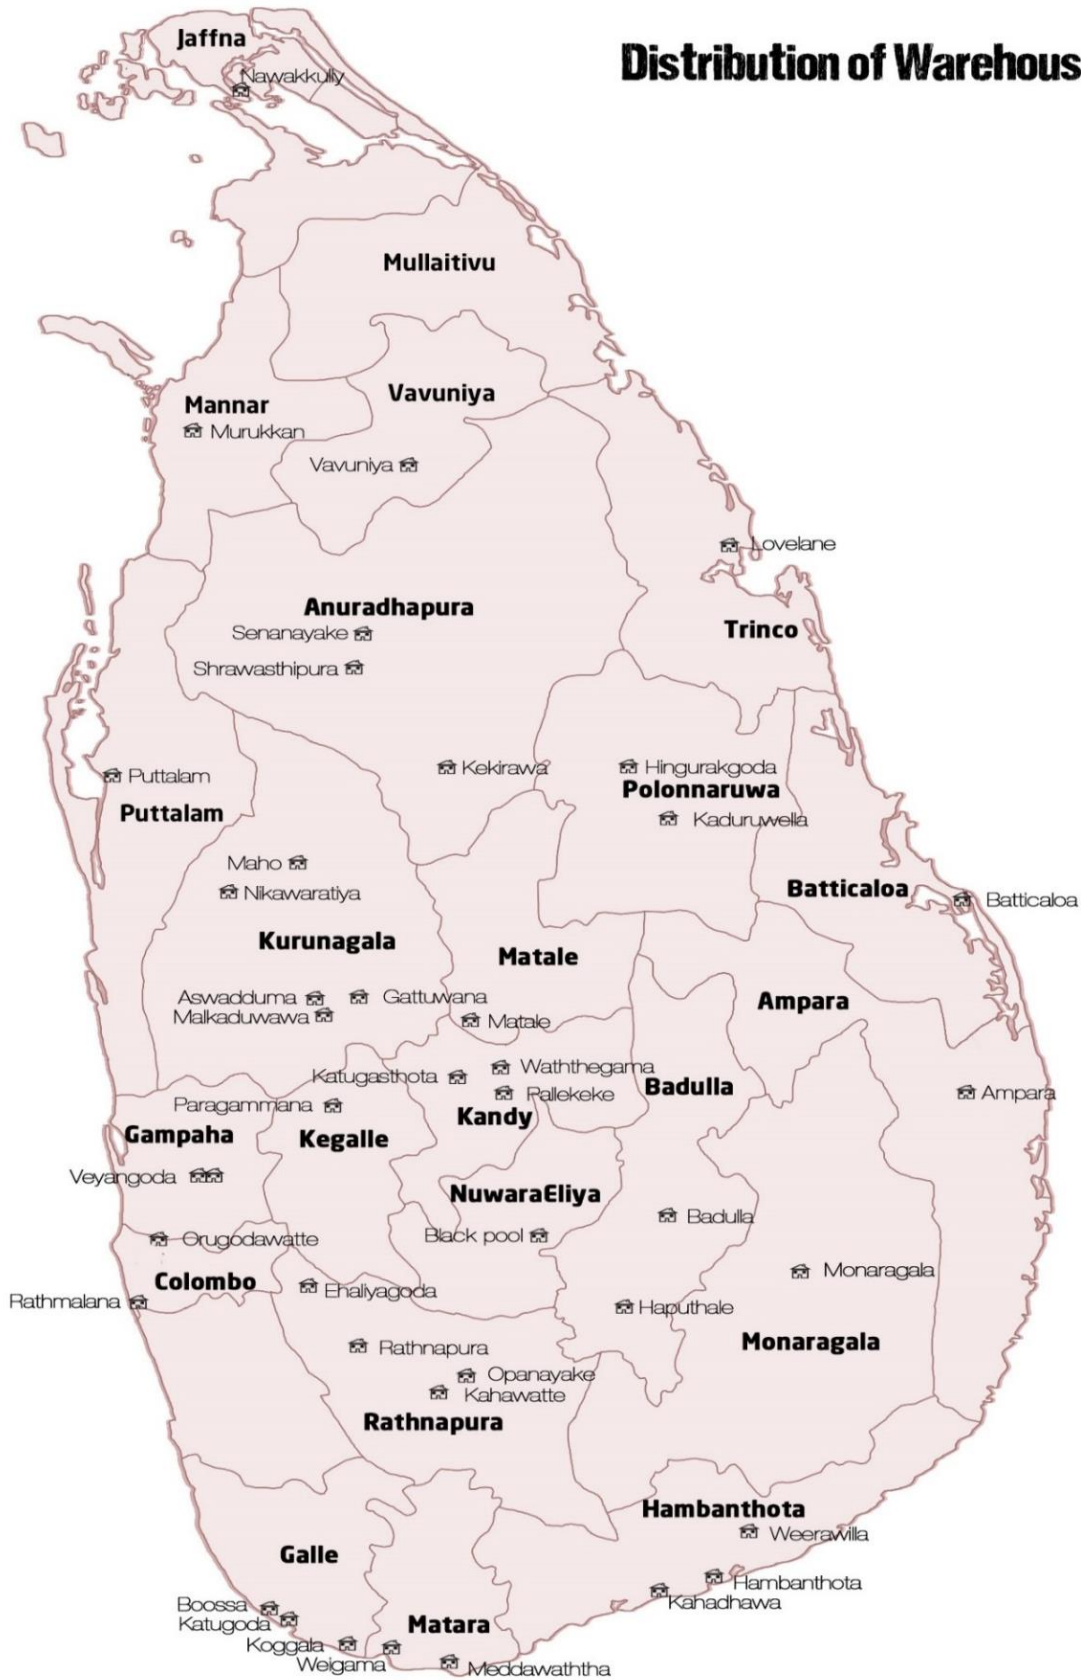 Jaffna
Distribution of Warehous
Nawakkuliy
Mullaitivu
Vavuniya
Mannar
Murukkan
Vavuniya
Lovelane
Anuradhapura
Trinco
Senanayake
Shrawasthipura
Kekirawa
Hingurakgoda
Puttalam
Polonnaruwa
Puttalam
Kaduruwella
Maho
Nikawaratiya
Batticaloa
Batticaloa
Kurunagala
Matale
Aswadduma
Gattuwana
Ampara
Malkaduwawa
Matale
Waththegama
Katugasthota
Badulla
Pallekeke
Ampara
Paragammana
Kandy
Gampaha
Kegalle
Veyangoda
NuwaraEliya
Badulla
Black pool
Orugodawatte
Monaragala
Colombo
Ehaliyagoda
Rathmalana
Haputhale
Monaragala
Rathnapura
Opanayake
Kahawatte
Rathnapura
Hambanthota
Weerawilla
Galle
Hambanthota
Kahadhawa
Boossa
Katugoda
Matara
Koggala
Weigama
Meddawaththa